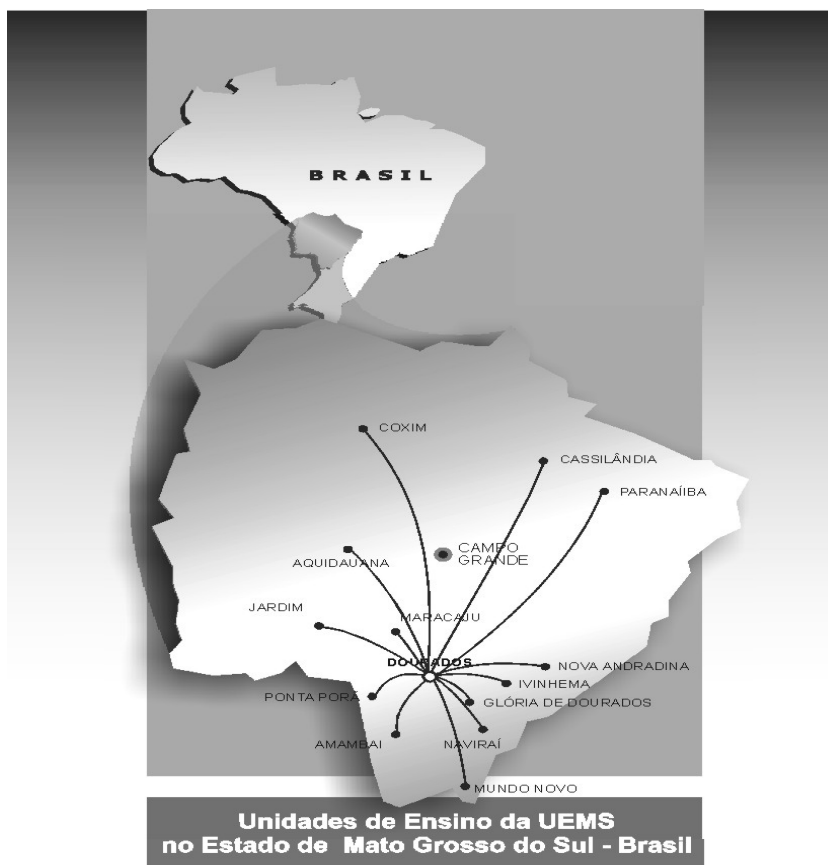 BRASIL
COXIM
CASSILÂNDIA
PARANAÍIBA
CAMPO
GRANDE
AQUIDAUANA
JARDIM
MARACAJU
DOURADOS
NOVA ANDRADINA
IVINHEMA
PONTA PORÃ
GLÓRIA DE DOURADOS
AMAMBAI
NAVIRAÍ
MUNDO NOVO
Unidades de Ensino da UEMS
no Estado de Mato Grosso do Sul - Brasil